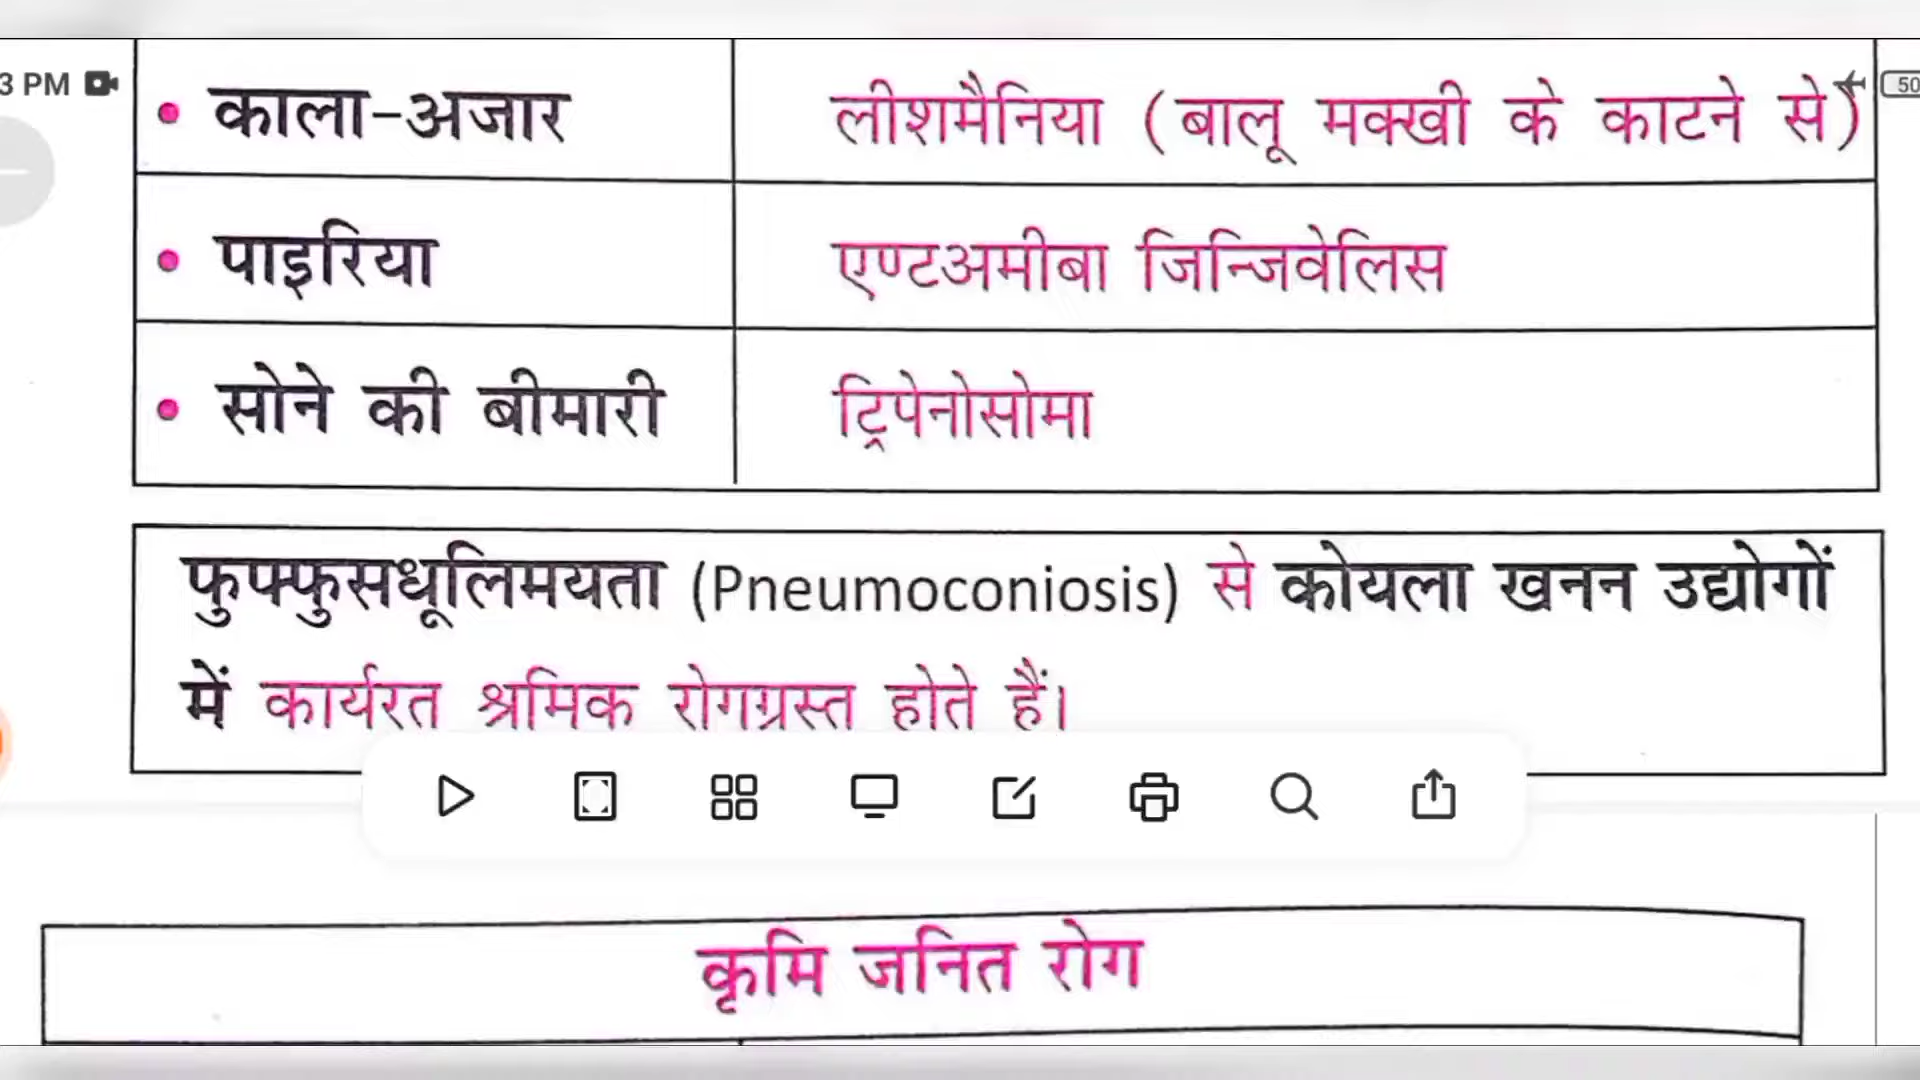 3 PM
50
• काला-अजार
लीशमैनिया (बालू मक्खी के काटने से)
• पाइरिया
एण्टअमीबा जिन्जिवेलिस
• सोने की बीमारी
ट्रिपेनोसोमा
फुफ्फुसधूलिमयता (Pneumoconiosis) से कोयला खनन उद्योगों
में कार्यरत श्रमिक रोगग्रस्त होते हैं।
कृमि जनित रोग